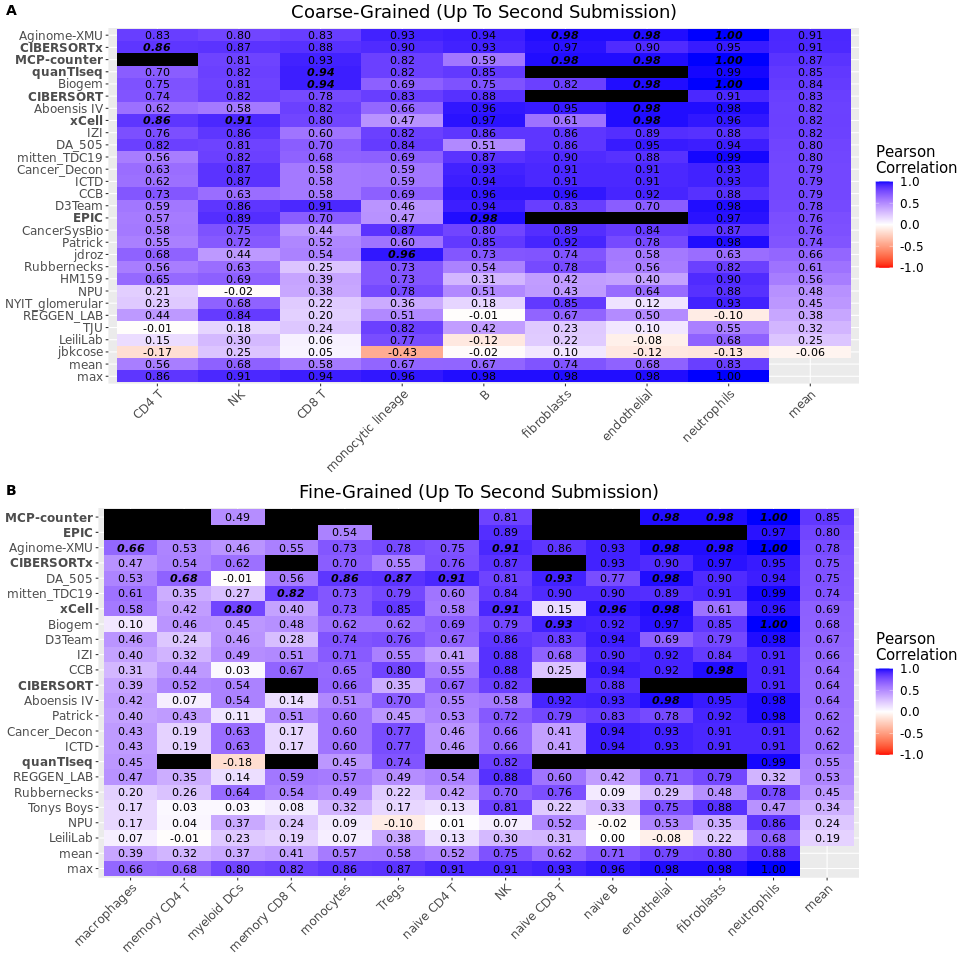 A
Coarse-Grained (Up To Second Submission)
Aginome-XMU 0.83 0.80 0.83 0.93 0.94 0.98 0.98 1.00 0.91
CIBERSORTx 0.86 0.87 0.88 0.90 0.93 0.97 0.90 0.95 0.91
MCP-counter 0.81 0.93 0.82 0.59 0.98 0.98 1.00 0.87
quanTIseq 0.70 0.82 0.94 0.82 0.85 0.99 0.85
Biogem 0.75 0.81 0.94 0.69 0.75 0.82 0.98 1.00 0.84
CIBERSORT 0.74 0.82 0.78 0.83 0.88 0.91 0.83
Aboensis IV 0.62 0.58 0.82 0.66 0.96 0.95 0.98 0.98 0.82
xCell 0.86 0.91 0.80 0.47 0.97 0.61 0.98 0.96 0.82
IZI 0.76 0.86 0.60 0.82 0.86 0.86 0.89 0.88 0.82
DA_505 0.82 0.81 0.70 0.84 0.51 0.86 0.95 0.94 0.80
mitten_TDC19 0.56 0.82 0.68 0.69 0.87 0.90 0.88 0.99 0.80
Cancer_Decon 0.63 0.87 0.58 0.59 0.93 0.91 0.91 0.93 0.79
ICTD 0.62 0.87 0.58 0.59 0.94 0.91 0.91 0.93 0.79
CCB 0.73 0.63 0.58 0.69 0.96 0.96 0.92 0.88 0.79
D3Team 0.59 0.86 0.91 0.46 0.94 0.83 0.70 0.98 0.78
EPIC 0.57 0.89 0.70 0.47 0.98 0.97 0.76
CancerSysBio 0.58 0.75 0.44 0.87 0.80 0.89 0.84 0.87 0.76
Patrick 0.55 0.72 0.52 0.60 0.85 0.92 0.78 0.98 0.74
jdroz 0.68 0.44 0.54 0.96 0.73 0.74 0.58 0.63 0.66
Rubbernecks 0.56 0.63 0.25 0.73 0.54 0.78 0.56 0.82 0.61
HM159 0.65 0.69 0.39 0.73 0.31 0.42 0.40 0.90 0.56
NPU 0.21 -0.02 0.38 0.78 0.51 0.43 0.64 0.88 0.48
NYIT_glomerular 0.23 0.68 0.22 0.36 0.18 0.85 0.12 0.93 0.45
REGGEN_LAB 0.44 0.84 0.20 0.51 -0.01 0.67 0.50 -0.10 0.38
TJU -0.01 0.18 0.24 0.82 0.42 0.23 0.10 0.55 0.32
LeiliLab 0.15 0.30 0.06 0.77 -0.12 0.22 -0.08 0.68 0.25
jbkcose -0.17 0.25 0.05 -0.43 -0.02 0.10 -0.12 -0.13 -0.06
mean 0.56 0.68 0.56 0.67 0.67 0.74 0.68 0.83
max 0.86 0.91 0.94 0.96 0.98 0.98 0.98 1.00
CD4 T NK CD8 T monocytic lineage B fibroblasts endothelial neutrophils mean
Pearson
Correlation
1.0
0.5
0.0
-0.5
-1.0
B
Fine-Grained (Up To Second Submission)
MCP-counter 0.49 0.81 0.98 0.98 1.00 0.85
EPIC 0.54 0.89 0.97 0.80
Aginome-XMU 0.66 0.53 0.46 0.55 0.73 0.78 0.75 0.91 0.86 0.93 0.98 0.98 1.00 0.78
CIBERSORTx 0.47 0.54 0.62 0.70 0.55 0.76 0.87 0.93 0.90 0.97 0.95 0.75
DA_505 0.53 0.68 -0.01 0.56 0.86 0.87 0.91 0.81 0.93 0.77 0.98 0.90 0.94 0.75
mitten_TDC19 0.61 0.35 0.27 0.82 0.73 0.79 0.60 0.84 0.90 0.90 0.89 0.91 0.99 0.74
xCell 0.58 0.42 0.80 0.40 0.73 0.85 0.58 0.91 0.15 0.96 0.98 0.61 0.96 0.69
Biogem 0.10 0.46 0.45 0.48 0.62 0.62 0.69 0.79 0.93 0.92 0.97 0.85 1.00 0.68
D3Team 0.46 0.24 0.46 0.28 0.74 0.76 0.67 0.86 0.83 0.94 0.69 0.79 0.98 0.67
IZI 0.40 0.32 0.49 0.51 0.71 0.55 0.41 0.88 0.68 0.90 0.92 0.84 0.91 0.66
CCB 0.31 0.44 0.03 0.67 0.65 0.80 0.55 0.88 0.25 0.94 0.92 0.98 0.91 0.64
CIBERSORT 0.39 0.52 0.54 0.66 0.35 0.67 0.82 0.88 0.91 0.64
Aboensis IV 0.42 0.07 0.54 0.14 0.51 0.70 0.55 0.58 0.92 0.93 0.98 0.95 0.98 0.64
Patrick 0.40 0.43 0.11 0.51 0.60 0.45 0.53 0.72 0.79 0.83 0.78 0.92 0.98 0.62
Cancer_Decon 0.43 0.19 0.63 0.17 0.60 0.77 0.46 0.66 0.41 0.94 0.93 0.91 0.91 0.62
ICTD 0.43 0.19 0.63 0.17 0.60 0.77 0.46 0.66 0.41 0.94 0.93 0.91 0.91 0.62
quanTIseq 0.45 -0.18 0.45 0.74 0.82 0.99 0.55
REGGEN_LAB 0.47 0.35 0.14 0.59 0.57 0.49 0.54 0.88 0.60 0.42 0.71 0.79 0.32 0.53
Rubbernecks 0.20 0.26 0.64 0.54 0.49 0.22 0.42 0.70 0.76 0.09 0.29 0.48 0.78 0.45
Tonys Boys 0.17 0.03 0.03 0.08 0.32 0.17 0.13 0.81 0.22 0.33 0.75 0.88 0.47 0.34
NPU 0.17 0.04 0.37 0.24 0.09 -0.10 0.01 0.07 0.52 -0.02 0.53 0.35 0.86 0.24
LeiliLab 0.07 -0.01 0.23 0.19 0.07 0.38 0.13 0.30 0.31 0.00 -0.08 0.22 0.68 0.19
mean 0.39 0.32 0.37 0.41 0.57 0.58 0.52 0.75 0.62 0.71 0.79 0.80 0.88
max 0.66 0.68 0.80 0.82 0.86 0.87 0.91 0.91 0.93 0.96 0.98 0.98 1.00
macrophages memory CD4 T myeloid DCs memory CD8 T monocytes Tregs naive CD4 T NK naive CD8 T naive B endothelial fibroblasts neutrophils mean
Pearson
Correlation
1.0
0.5
0.0
-0.5
-1.0